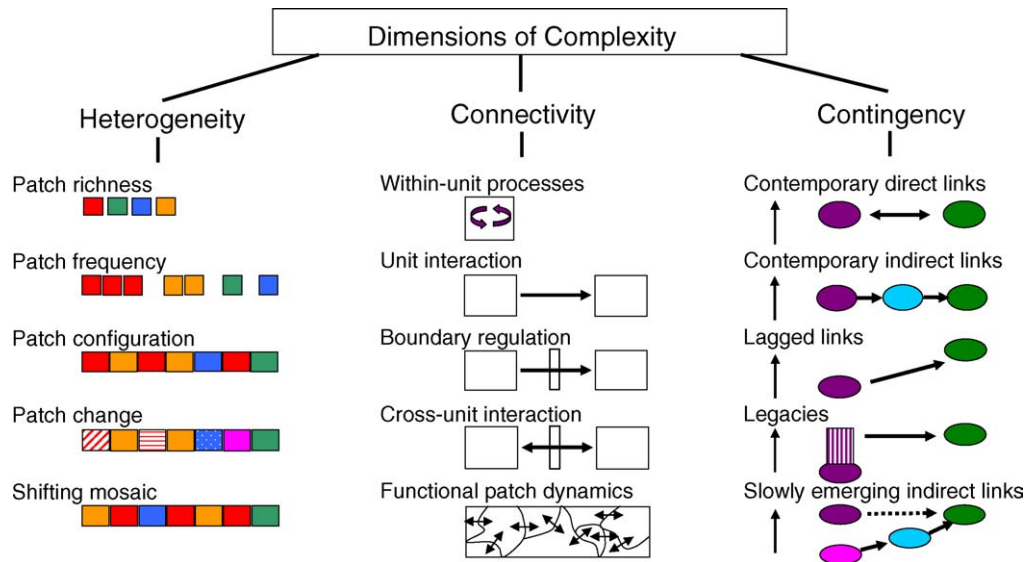 Dimensions of Complexity
Heterogeneity
Connectivity
Contingency
Patch richness
Patch frequency
Patch configuration
Patch change
Shifting mosaic
Within-unit processes
Unit interaction
Boundary regulation
Cross-unit interaction
Functional patch dynamics
Contemporary direct links
Contemporary indirect links
Lagged links
Legacies
Slowly emerging indirect links